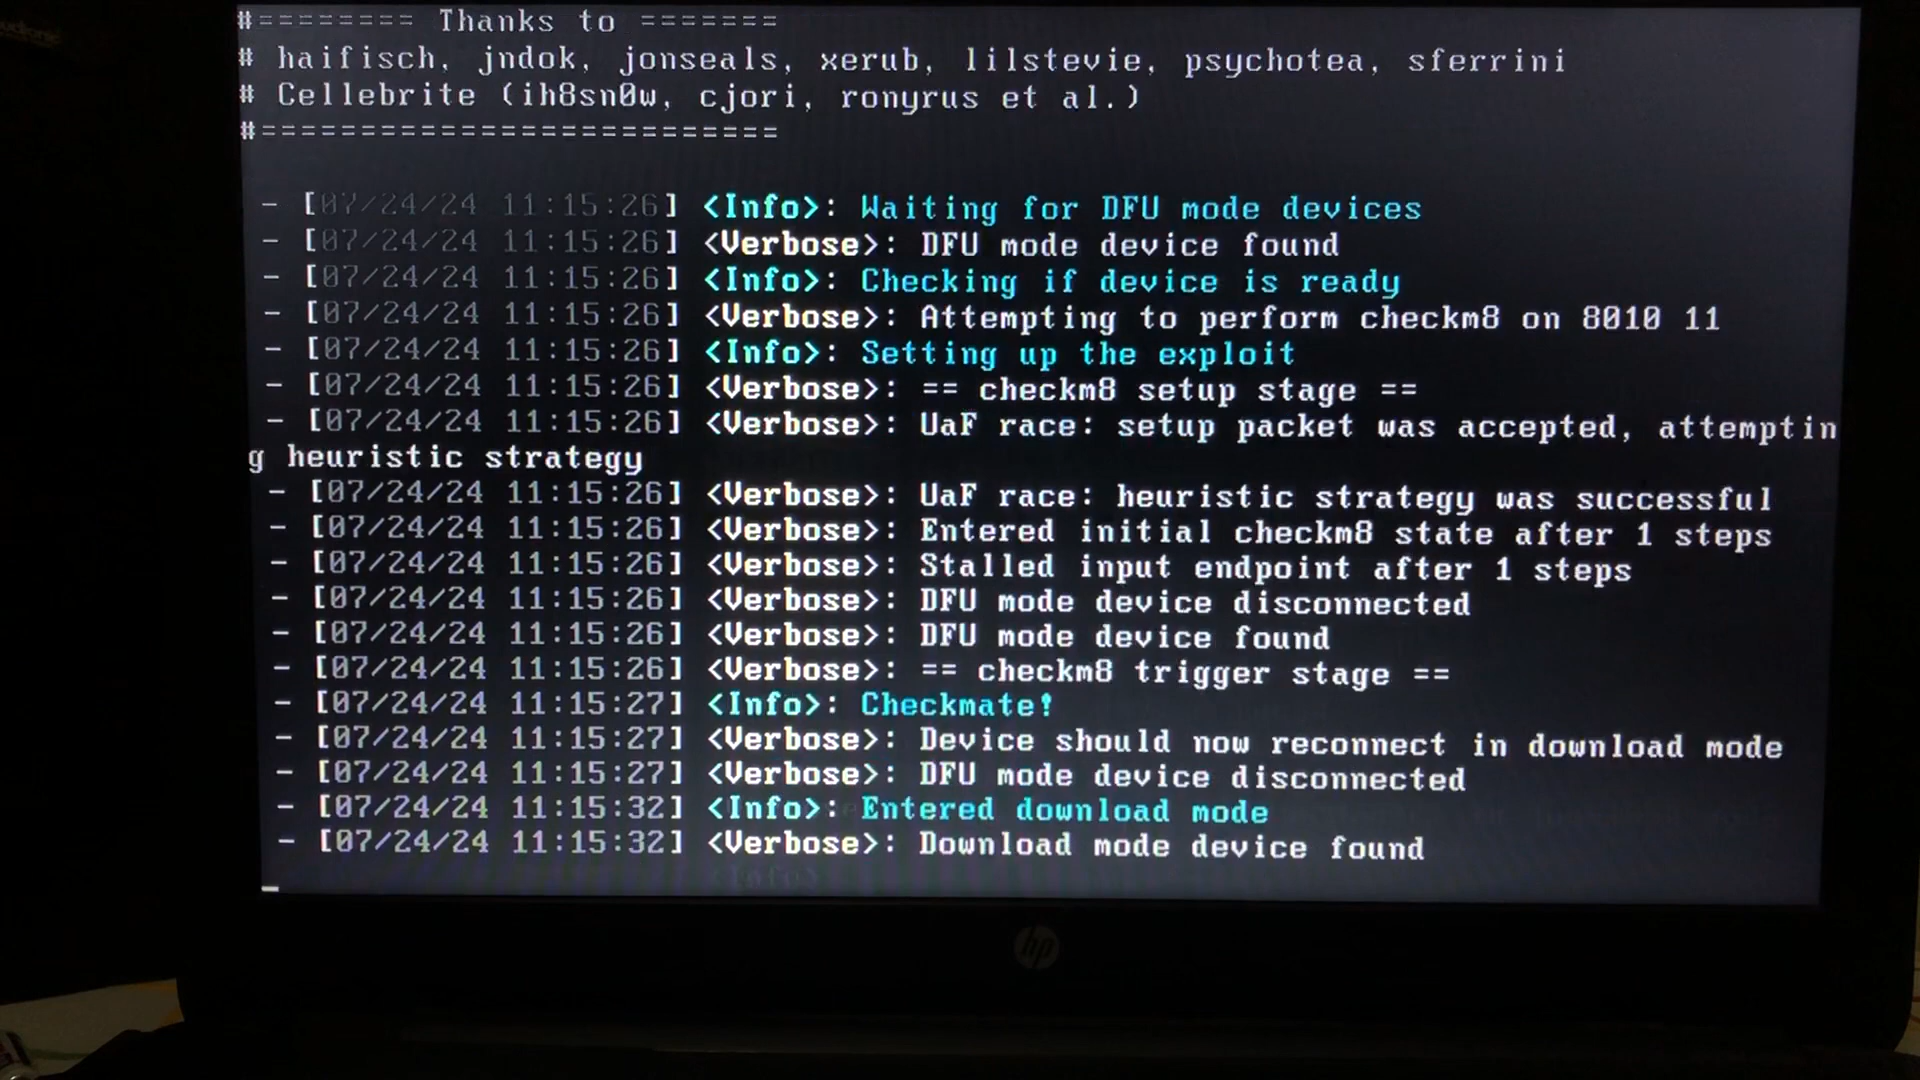 #======== Thanks to =======
# haifisch, jndok, jonseals, xerub, lilstevie, psychotea, sferrini
# Cellebrite (ih8sn0w, cjori, ronyrus et al.)
#==========================
- [07/24/24 11:15:26] <Info>: Waiting for DFU mode devices
- [07/24/24 11:15:26] <Verbose>: DFU mode device found
- [07/24/24 11:15:26] <Info>: Checking if device is ready
- [07/24/24 11:15:26] <Verbose>: Attempting to perform checkm8 on 8010 11
- [07/24/24 11:15:26] <Info>: Setting up the exploit
- [07/24/24 11:15:26] <Verbose>: == checkm8 setup stage ==
- [07/24/24 11:15:26] <Verbose>: UaF race: setup packet was accepted, attemptin
g heuristic strategy
- [07/24/24 11:15:26] <Verbose>: UaF race: heuristic strategy was successful
- [07/24/24 11:15:26] <Verbose>: Entered initial checkm8 state after 1 steps
- [07/24/24 11:15:26] <Verbose>: Stalled input endpoint after 1 steps
- [07/24/24 11:15:26] <Verbose>: DFU mode device disconnected
- [07/24/24 11:15:26] <Verbose>: DFU mode device found
- [07/24/24 11:15:26] <Verbose>: == checkm8 trigger stage ==
- [07/24/24 11:15:27] <Info>: Checkmate!
- [07/24/24 11:15:27] <Verbose>: Device should now reconnect in download mode
- [07/24/24 11:15:27] <Verbose>: DFU mode device disconnected
- [07/24/24 11:15:32] <Info>: Entered download mode
- [07/24/24 11:15:32] <Verbose>: Download mode device found
<Info>
hp